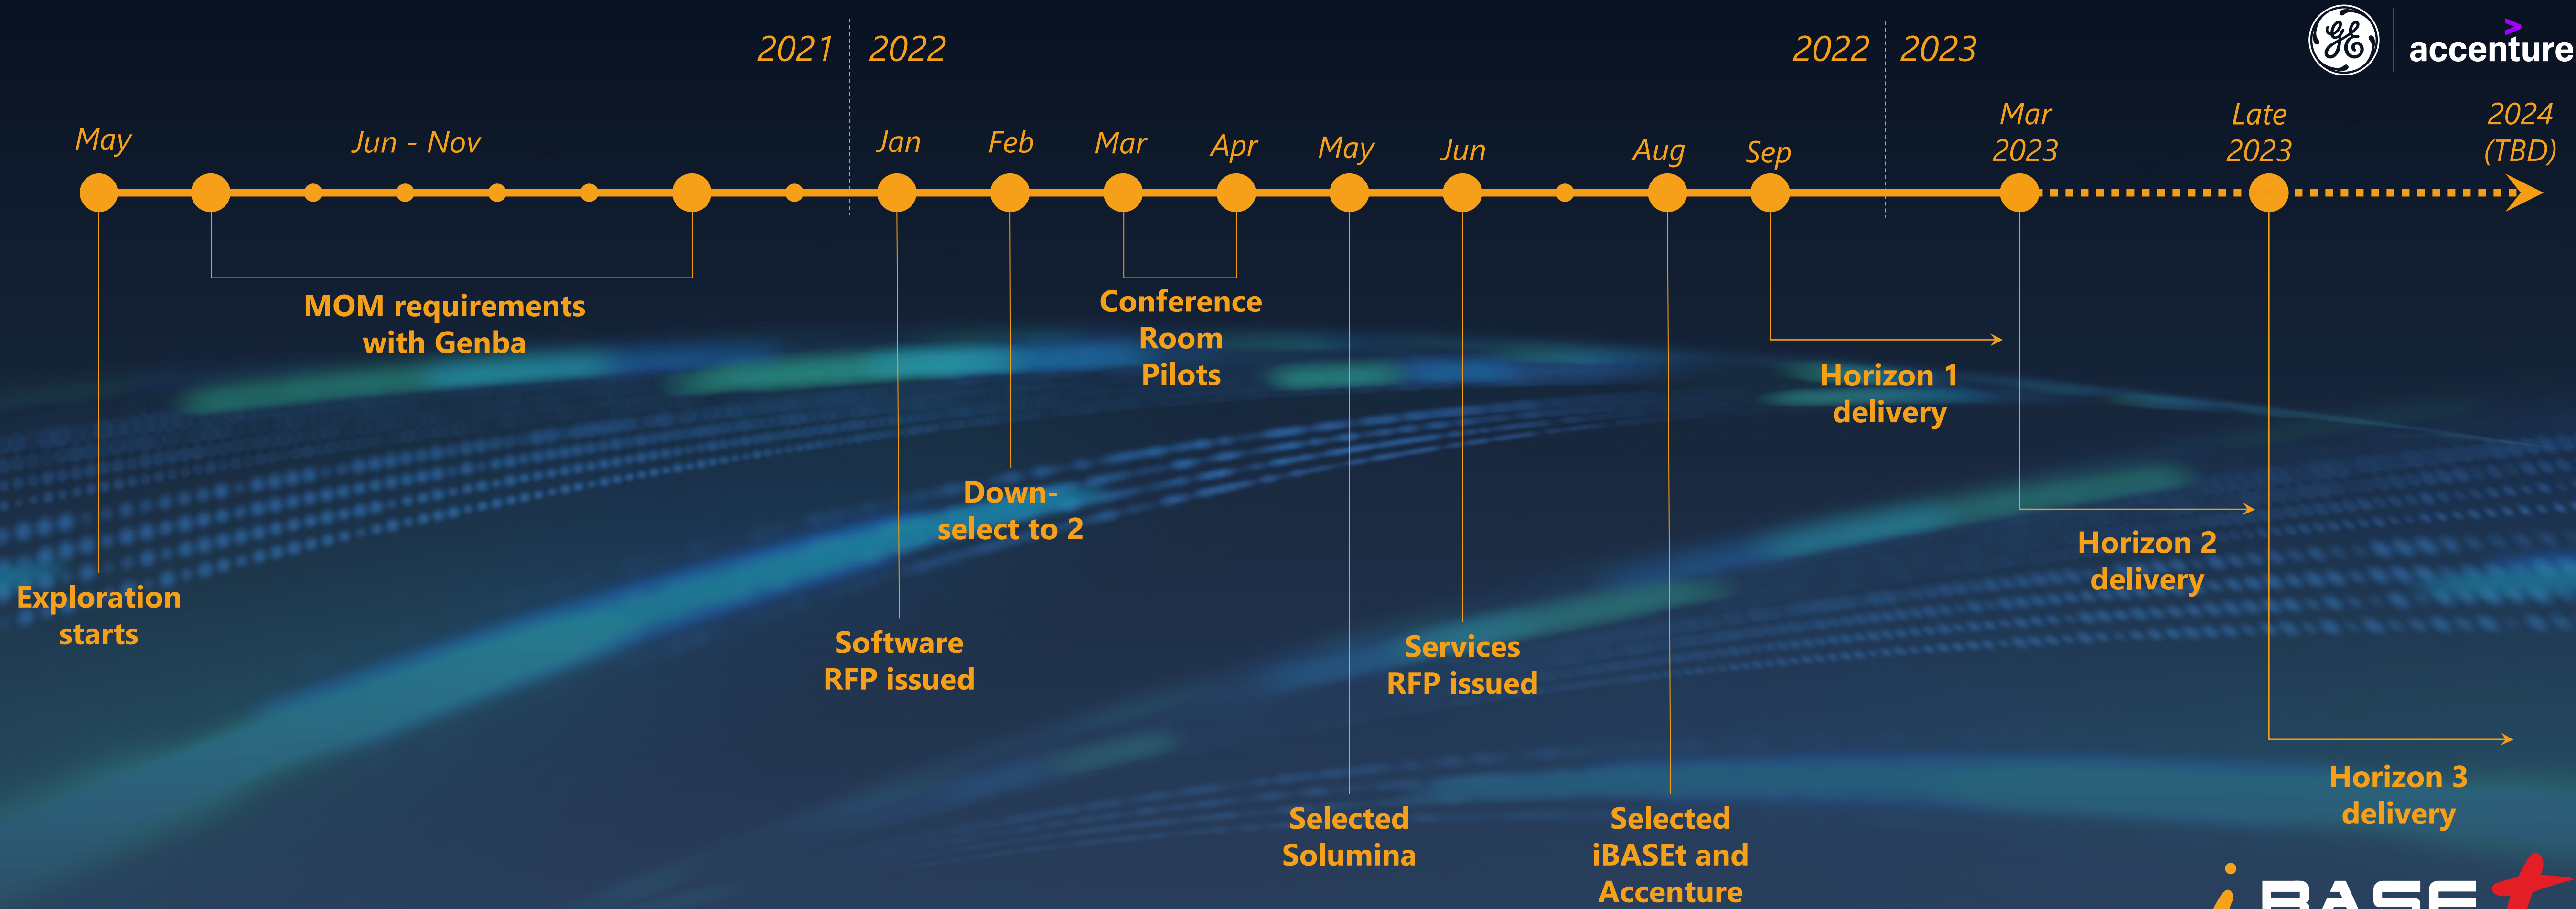 2021 2022
2022 2023
GE
accenture
May
Jun - Nov
Jan
Feb
Mar
Apr
May
Jun
Aug
Sep
Mar
2023
Late
2023
2024
(TBD)
MOM requirements
with Genba
Conference
Room
Pilots
Horizon 1
delivery
Down-
select to 2
Horizon 2
delivery
Exploration
starts
Software
RFP issued
Services
RFP issued
Horizon 3
delivery
Selected
Solumina
Selected
iBASEt and
Accenture
iBASEt